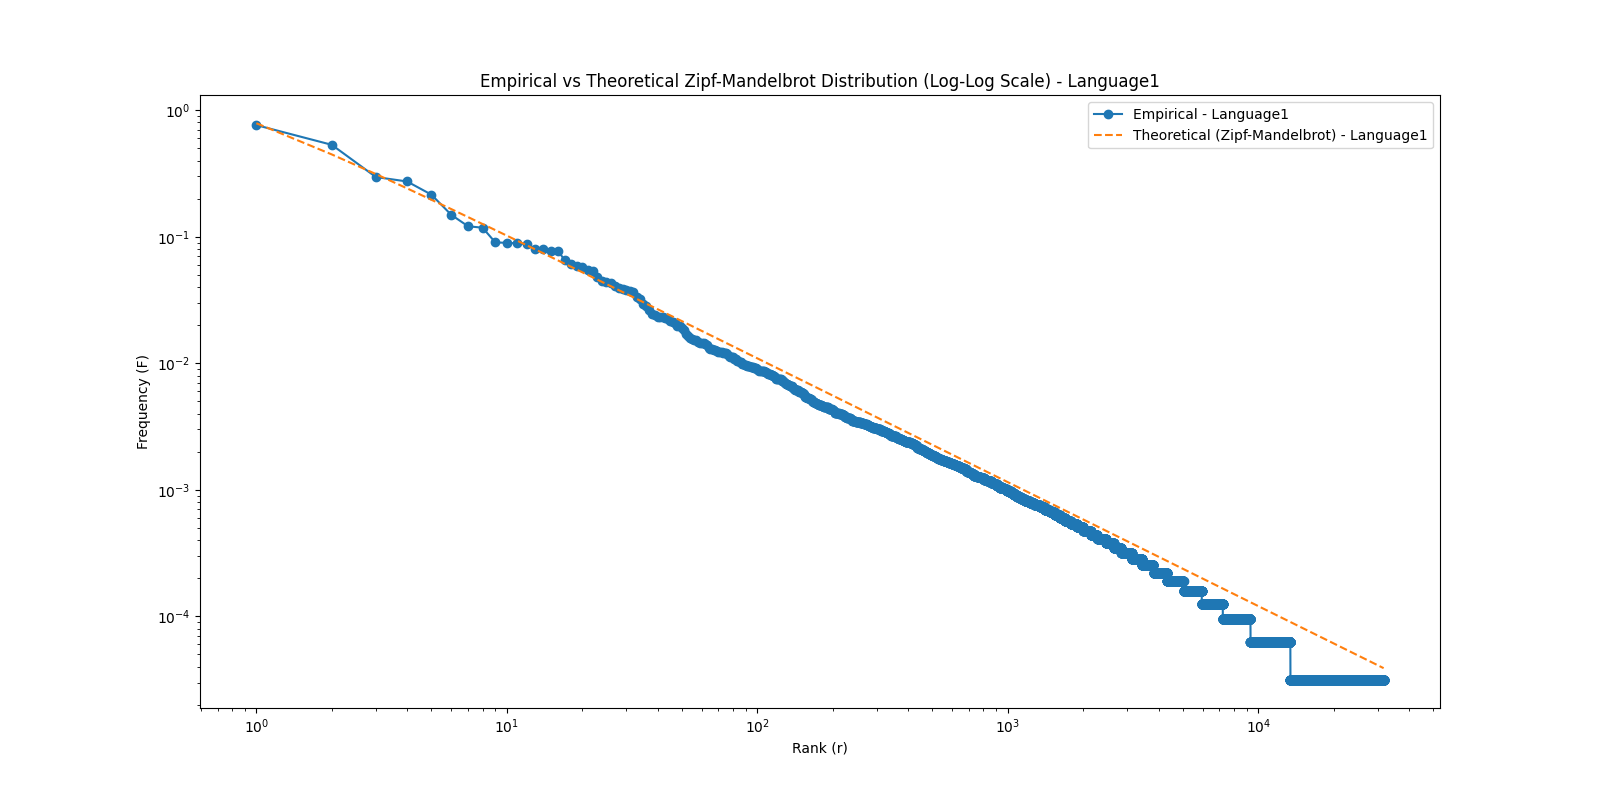 Empirical vs Theoretical Zipf-Mandelbrot Distribution (Log-Log Scale) - Language1
Empirical - Language1
Theoretical (Zipf-Mandelbrot) - Language1
Frequency (F)
10⁰
10⁻¹
10⁻²
10⁻³
10⁻⁴
10⁰ 10¹ 10² 10³ 10⁴
Rank (r)